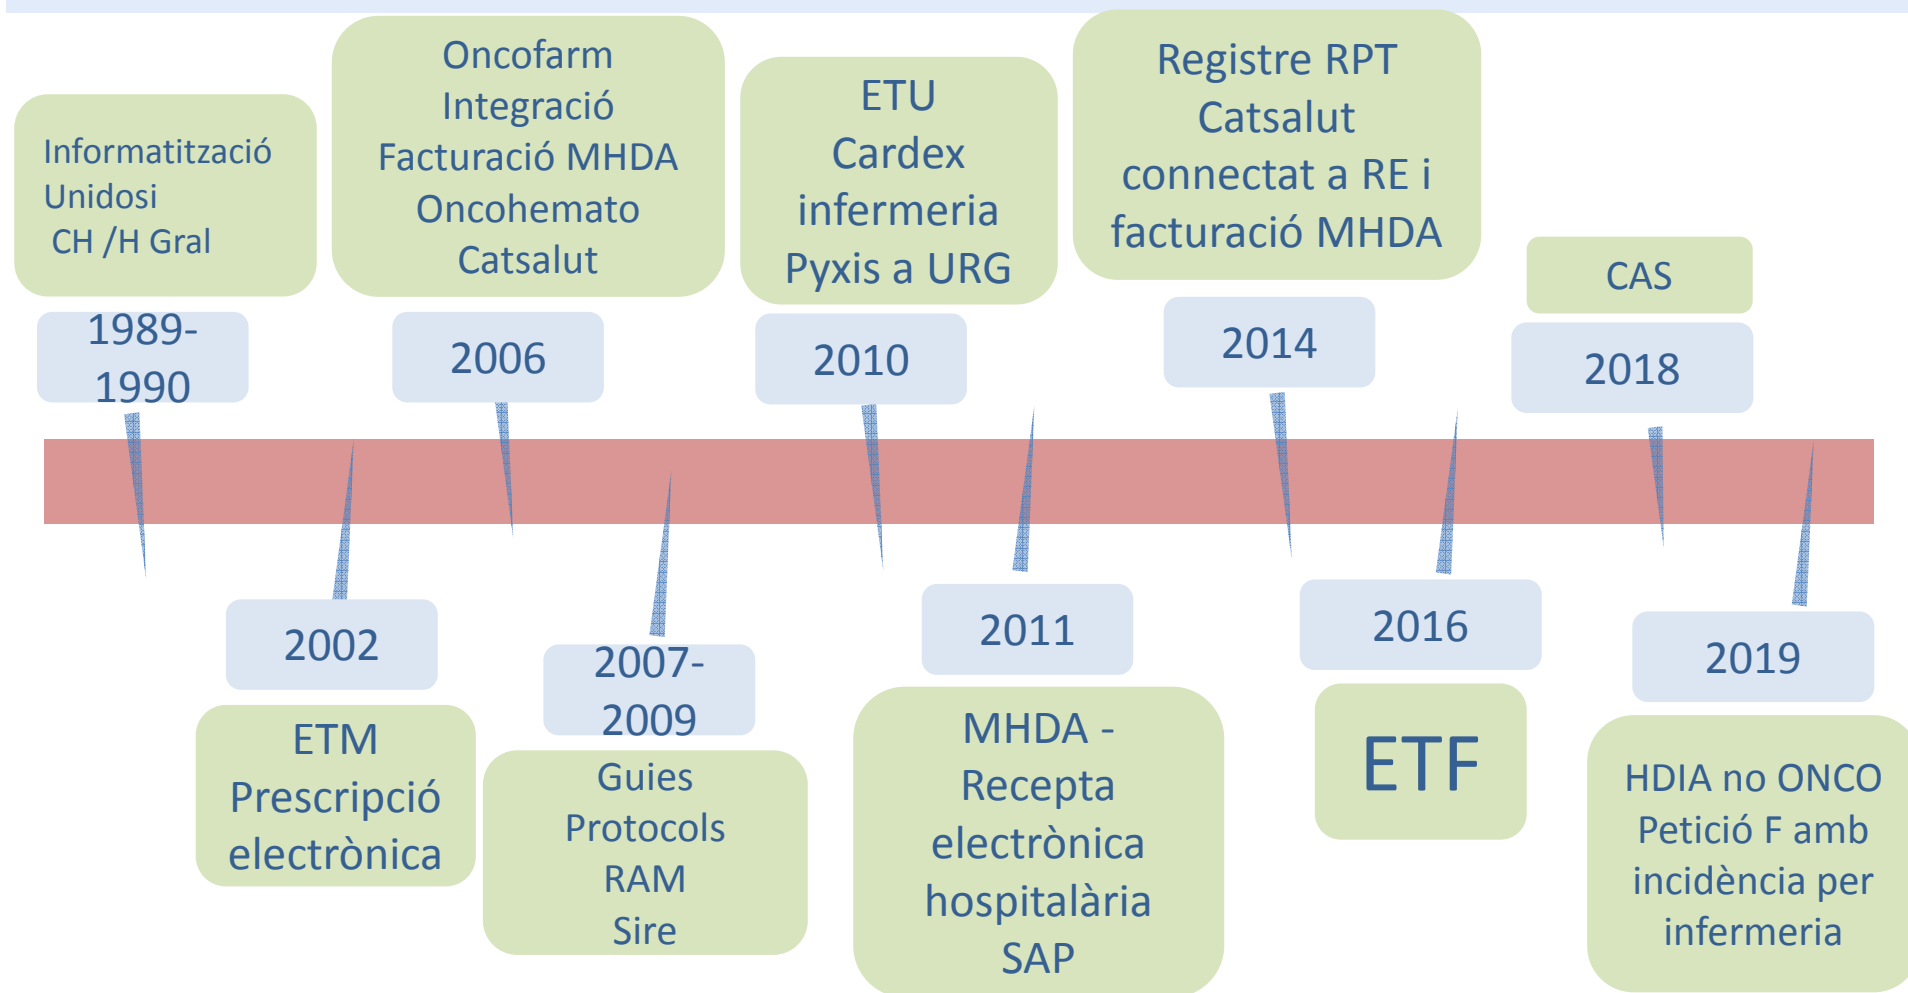 Informatització
Unidosi
CH /H Gral
1989-
1990
Oncofarm
Integració
Facturació MHDA
Oncohemato
Catsalut
2006
ETU
Cardex
infermeria
Pyxis a URG
2010
Registre RPT
Catsalut
connectat a RE i
facturació MHDA
2014
CAS
2018
2002
ETM
Prescripció
electrònica
2007-
2009
Guies
Protocols
RAM
Sire
2011
MHDA -
Recepta
electrònica
hospitalària
SAP
2016
ETF
2019
HDIA no ONCO
Petició F amb
incidència per
infermeria